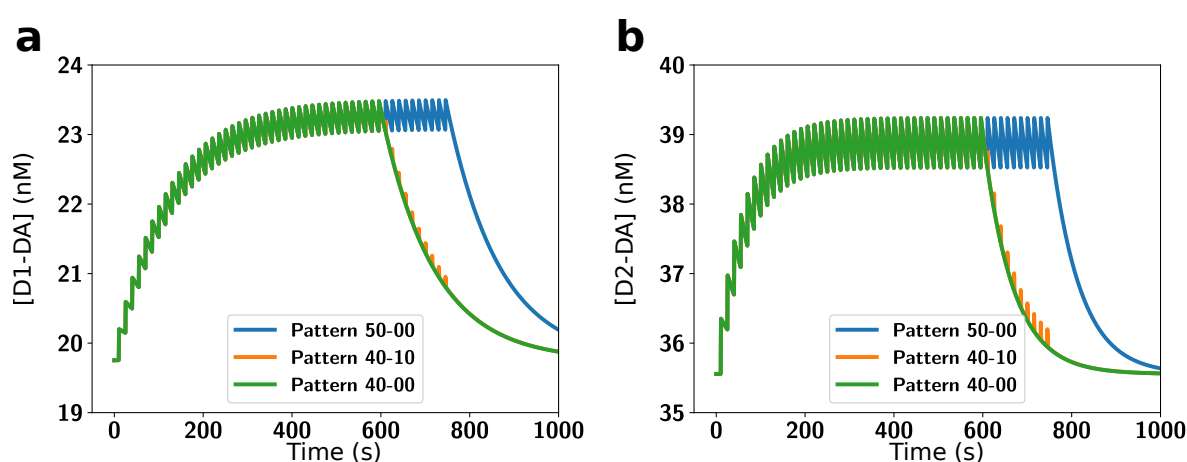 a
24
23
22
21
20
19
[D1-DA] (nM)
0 200 400 600 800 1000
Time (s)
Pattern 50-00
Pattern 40-10
Pattern 40-00
b
40
39
38
37
36
35
[D2-DA] (nM)
0 200 400 600 800 1000
Time (s)
Pattern 50-00
Pattern 40-10
Pattern 40-00